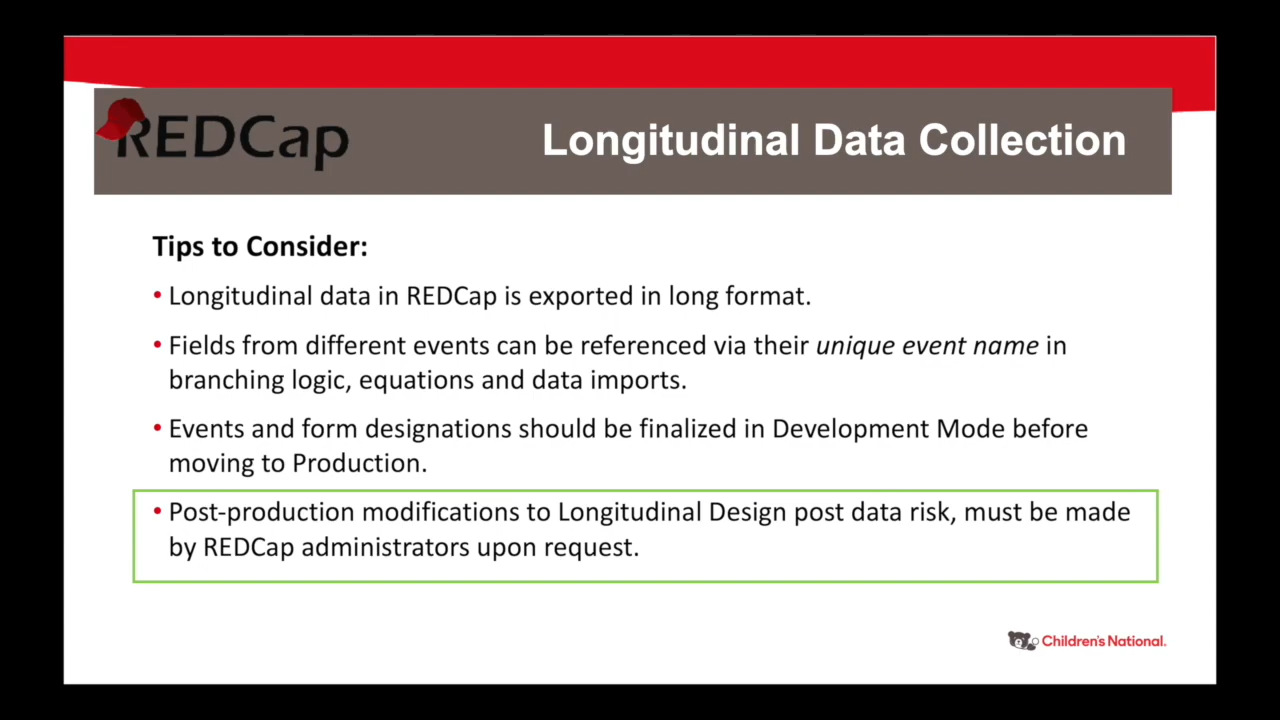 REDCap
Longitudinal Data Collection
Tips to Consider:
• Longitudinal data in REDCap is exported in long format.
• Fields from different events can be referenced via their unique event name in
branching logic, equations and data imports.
• Events and form designations should be finalized in Development Mode before
moving to Production.
• Post-production modifications to Longitudinal Design post data risk, must be made
by REDCap administrators upon request.
Children's National.